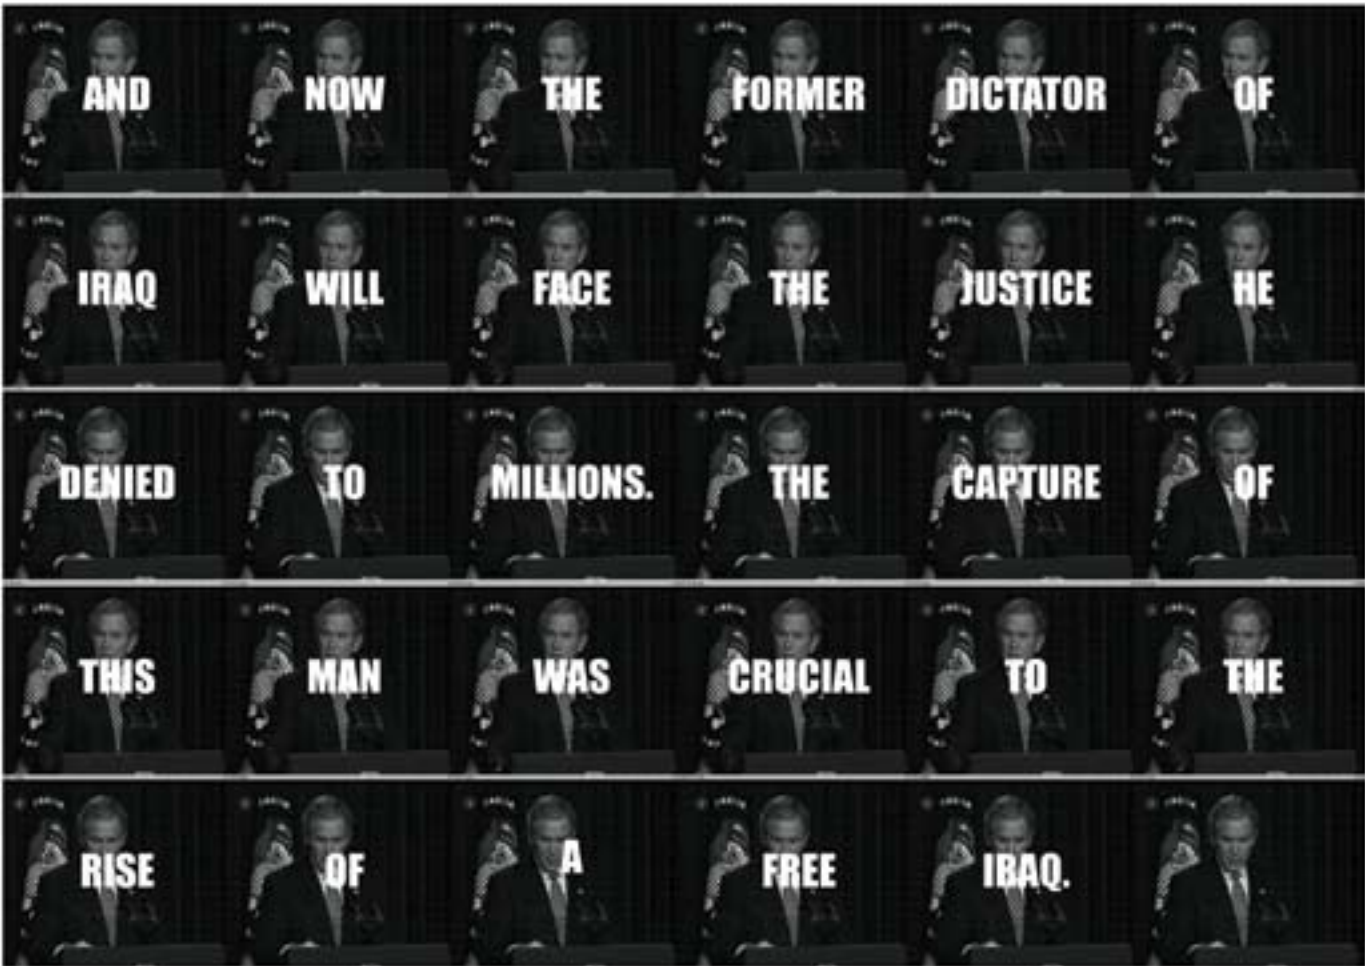 AND NOW THE FORMER DICTATOR OF
IRAQ WILL FACE THE JUSTICE HE
DENIED TO MILLIONS. THE CAPTURE OF
THIS MAN WAS CRUCIAL TO THE
RISE OF A FREE IRAQ.